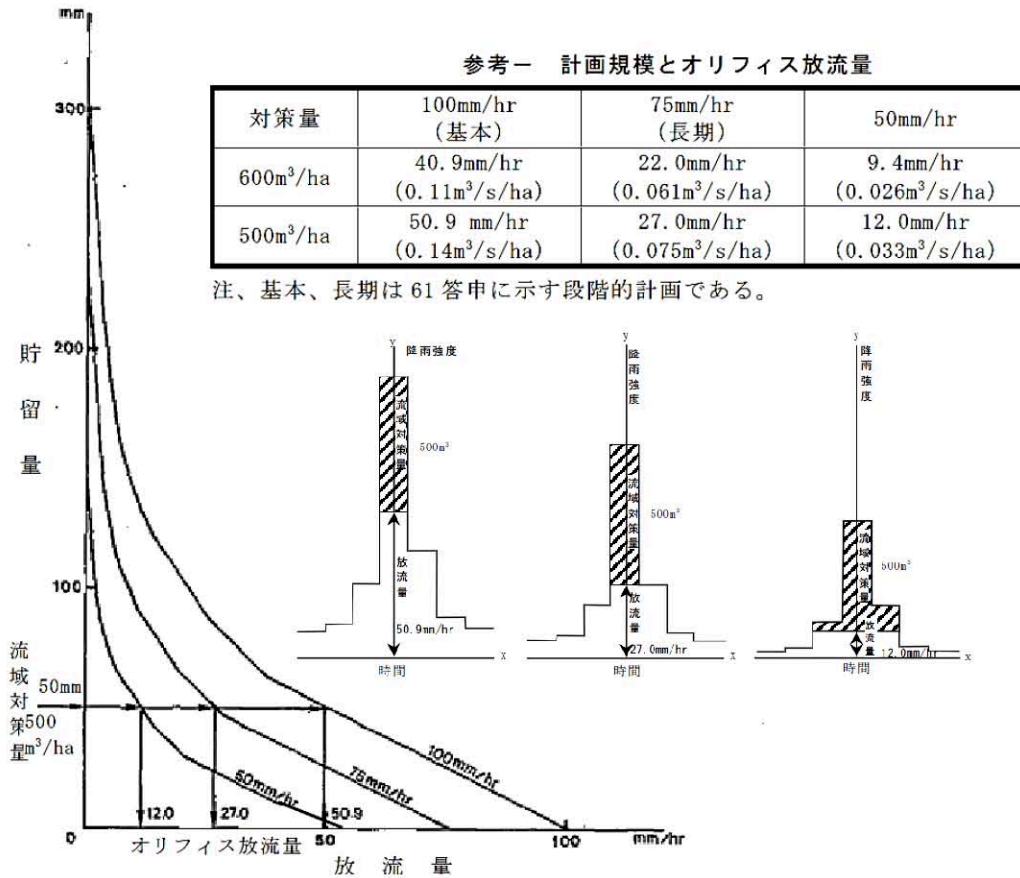 mm
300
200
100
0
貯留量
流域対策量
50mm
500
m³/ha
参考ー 計画規模とオリフィス放流量
対策量 100mm/hr (基本) 75mm/hr (長期) 50mm/hr
600m³/ha 40.9mm/hr (0.11m³/s/ha) 22.0mm/hr (0.061m³/s/ha) 9.4mm/hr (0.026m³/s/ha)
500m³/ha 50.9 mm/hr (0.14m³/s/ha) 27.0mm/hr (0.075m³/s/ha) 12.0mm/hr (0.033m³/s/ha)
注、基本、長期は 61 答申に示す段階的計画である。
y
降雨強度
流域対策量
500m³
放流量
50.9mm/hr
x
時間
y
降雨強度
流域対策量
500m³
放流量
27.0mm/hr
x
時間
y
降雨強度
流域対策量
500m³
放流量
12.0mm/hr
x
時間
100mm/hr
75mm/hr
50mm/hr
12.0
27.0
50.9
50
100
mm/hr
オリフィス放流量
放流量